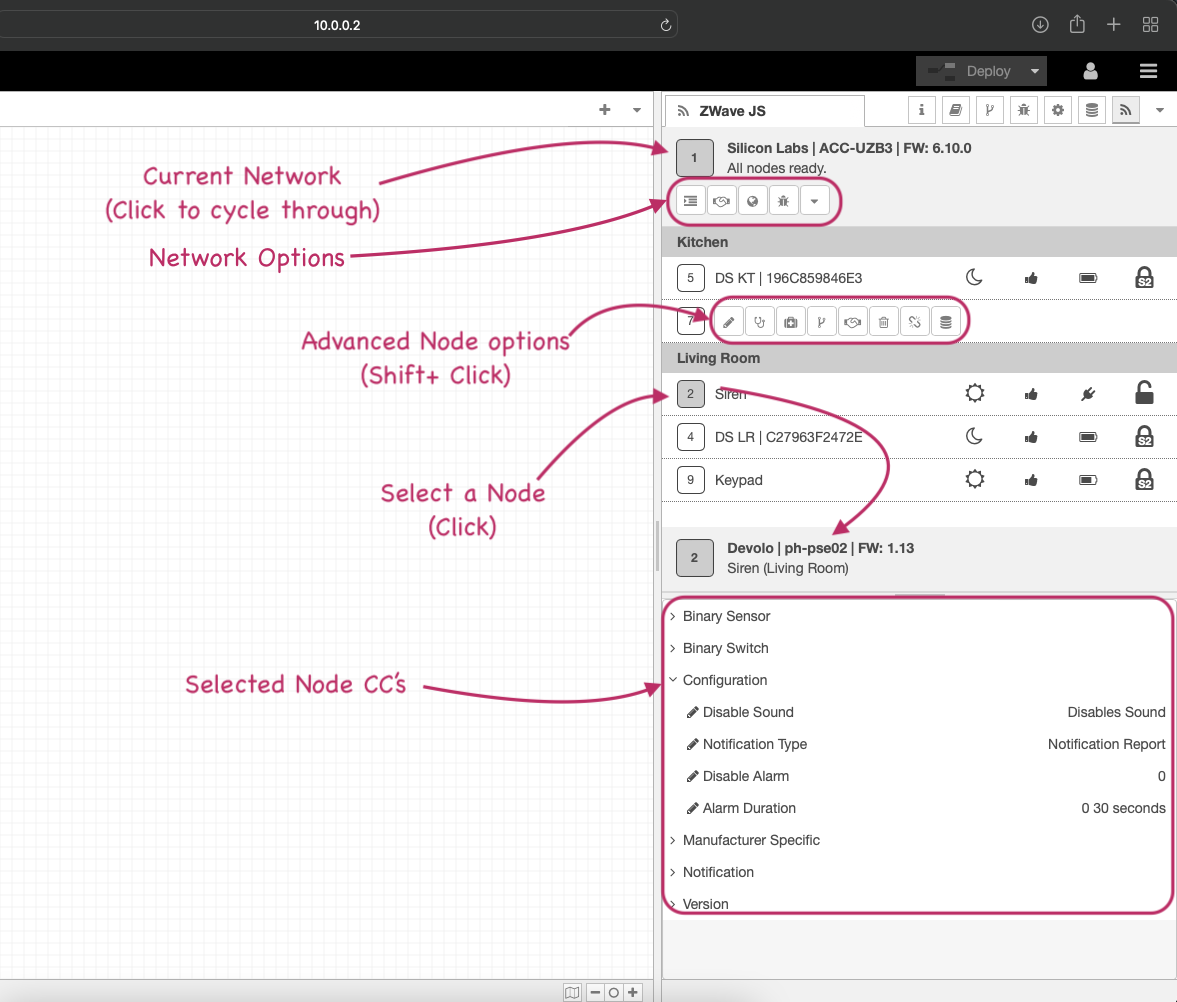 10.0.0.2
Deploy
ZWave JS
1
Silicon Labs | ACC-UZB3 | FW: 6.10.0
All nodes ready.
Current Network
(Click to cycle through)
Network Options
Kitchen
5 DS KT | 196C859846E3 S2
7
Advanced Node options
(Shift+ Click)
Living Room
2 Siren
4 DS LR | C27963F2472E S2
9 Keypad S2
Select a Node
(Click)
2
Devolo | ph-pse02 | FW: 1.13
Siren (Living Room)
Binary Sensor
Binary Switch
Selected Node CC's
Configuration
Disable Sound Disables Sound
Notification Type Notification Report
Disable Alarm 0
Alarm Duration 0 30 seconds
Manufacturer Specific
Notification
Version